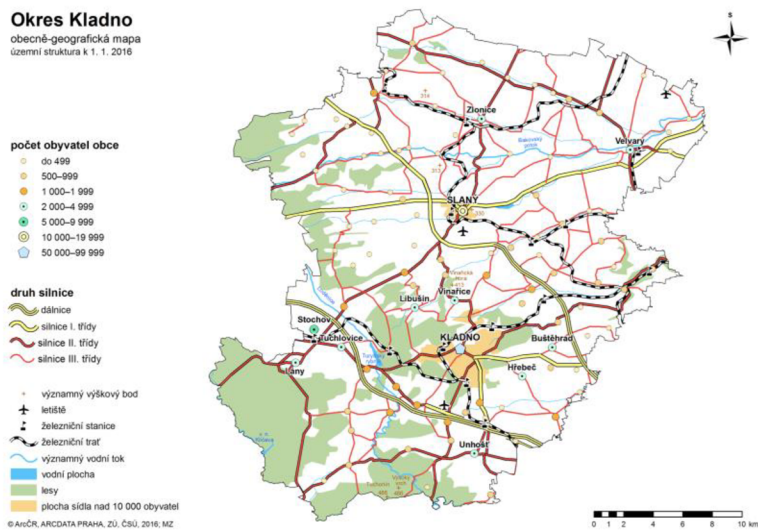 Okres Kladno
obecně-geografická mapa
územní struktura k 1. 1. 2016
S
počet obyvatel obce
do 499
500–999
1 000–1 999
2 000–4 999
5 000–9 999
10 000–19 999
50 000–99 999
druh silnice
dálnice
silnice I. třídy
silnice II. třídy
silnice III. třídy
významný výškový bod
letiště
železniční stanice
železniční trať
významný vodní tok
vodní plocha
lesy
plocha sídla nad 10 000 obyvatel
Zlonice
Velvary
SLANÝ
Vinařická
hora
Vinařice
Libušín
Stochov
Tuchlovice
KLADNO
Buštěhrad
Lány
Hřebeč
Unhošť
0 1 2 4 6 8 10 km
© ArcČR, ARCDATA PRAHA, ZÚ, ČSÚ, 2016; MZ